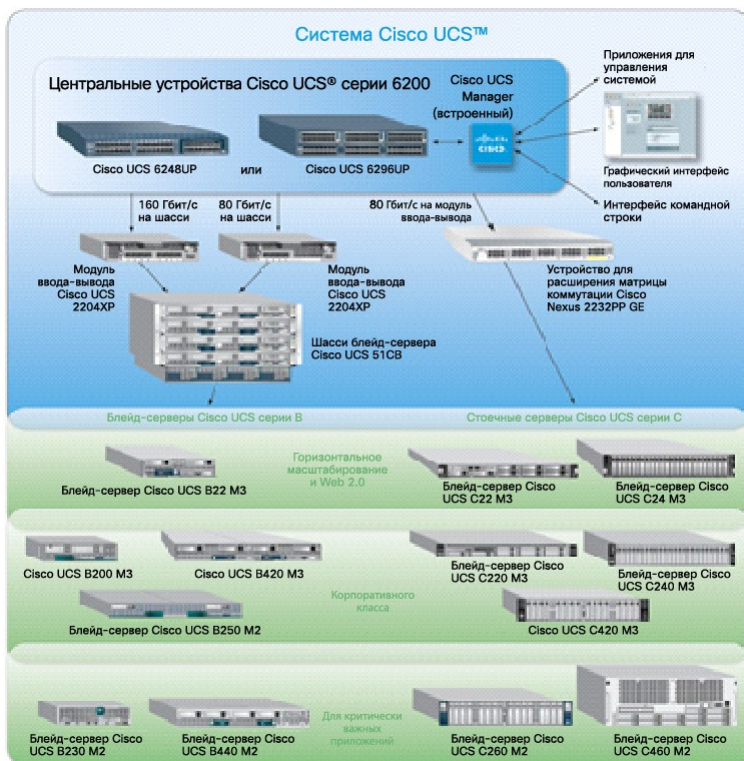 Система Cisco UCS™
Центральные устройства Cisco UCS® серии 6200
Cisco UCS
Manager
(встроенный)
Приложения для
управления
системой
CISCO
Cisco UCS 6248UP
или
Cisco UCS 6296UP
Графический интерфейс
пользователя
Интерфейс командной
строки
160 Гбит/с
на шасси
80 Гбит/с
на шасси
80 Гбит/с на модуль
ввода-вывода
Модуль
ввода-вывода
Cisco UCS
2204XP
Модуль
ввода-вывода
Cisco UCS
2204XP
Устройство для
расширения матрицы
коммутации Cisco
Nexus 2232PP GE
Шасси блейд-сервера
Cisco UCS 51CB
Блейд-серверы Cisco UCS серии B
Стоечные серверы Cisco UCS серии C
Горизонтальное
масштабирование
и Web 2.0
Блейд-сервер Cisco UCS B22 M3
Блейд-сервер Cisco
UCS C22 M3
Блейд-сервер Cisco
UCS C24 M3
Cisco UCS B200 M3
Cisco UCS B420 M3
Блейд-сервер Cisco
UCS C220 M3
Блейд-сервер Cisco
UCS C240 M3
Корпоративного
класса
Блейд-сервер Cisco UCS B250 M2
Cisco UCS C420 M3
Для критически
важных
приложений
Блейд-сервер Cisco
UCS B230 M2
Блейд-сервер Cisco
UCS B440 M2
Блейд-сервер Cisco
UCS C260 M2
Блейд-сервер Cisco
UCS C460 M2